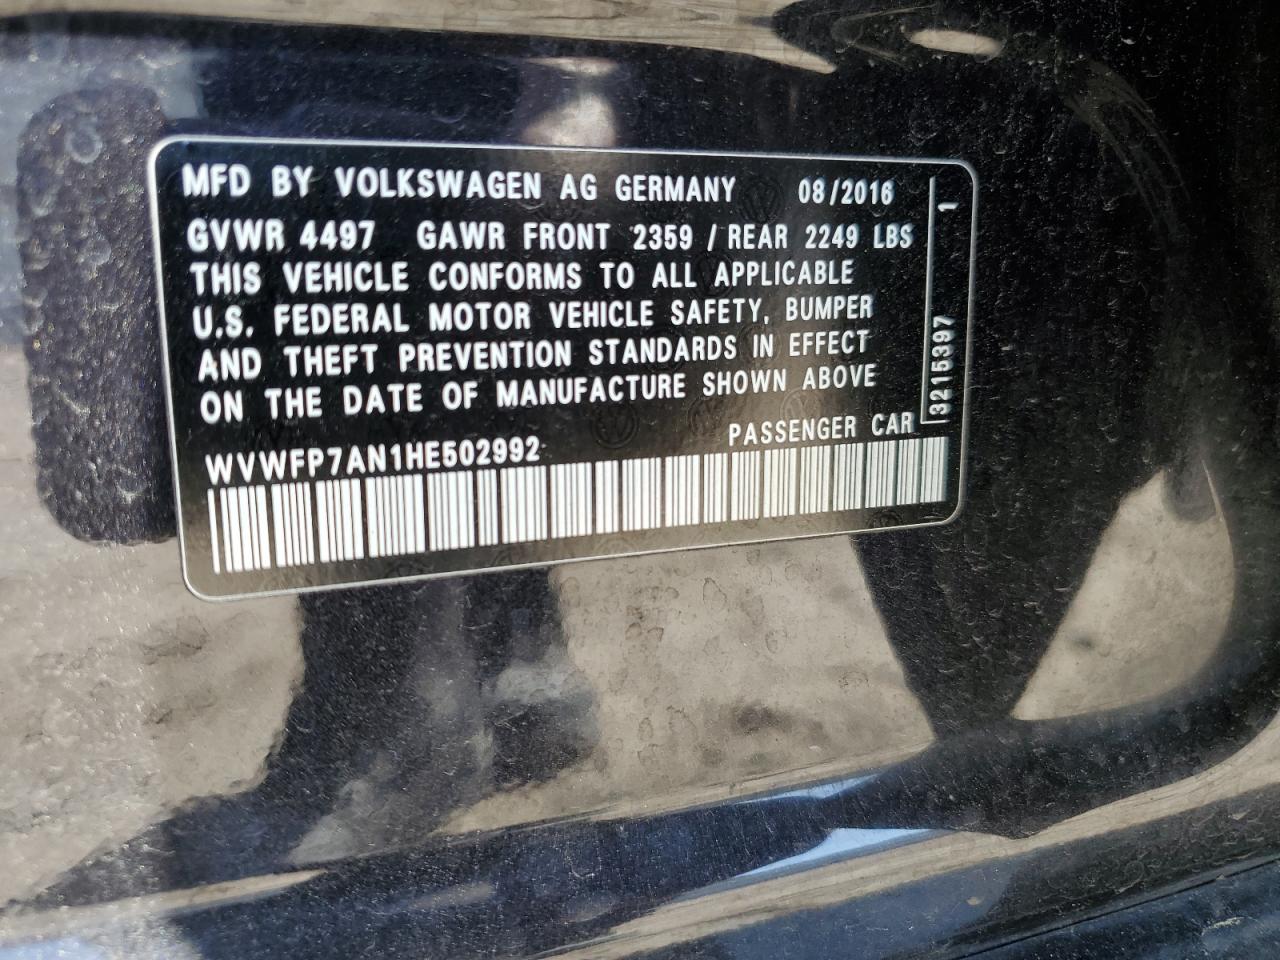 MFD BY VOLKSWAGEN AG GERMANY 08/2016
GVWR 4497 GAWR FRONT 2359 / REAR 2249 LBS
THIS VEHICLE CONFORMS TO ALL APPLICABLE
U.S. FEDERAL MOTOR VEHICLE SAFETY, BUMPER
AND THEFT PREVENTION STANDARDS IN EFFECT
ON THE DATE OF MANUFACTURE SHOWN ABOVE
PASSENGER CAR
WVWFP7AN1HE502992
3215397 1